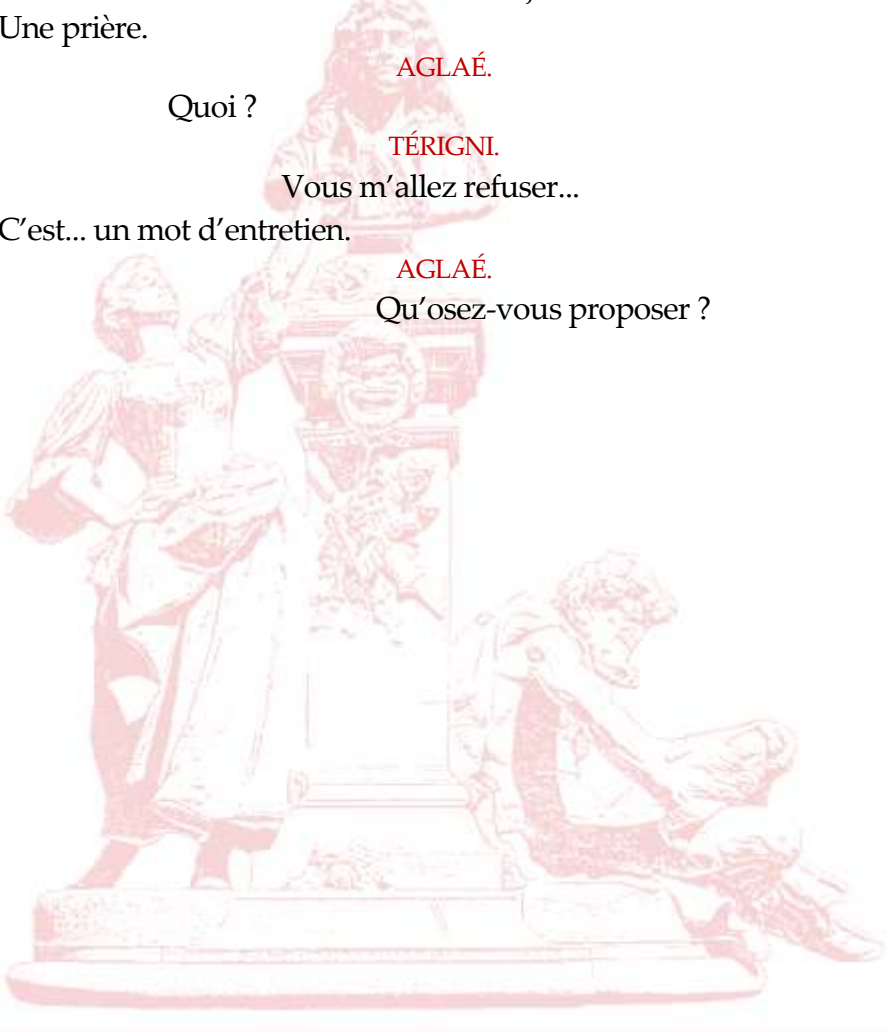 Une prière.
AGLAÉ.
Quoi ?
TÉRIGNI.
Vous m’allez refuser...
C’est... un mot d’entretien.
AGLAÉ.
Qu’osez-vous proposer ?